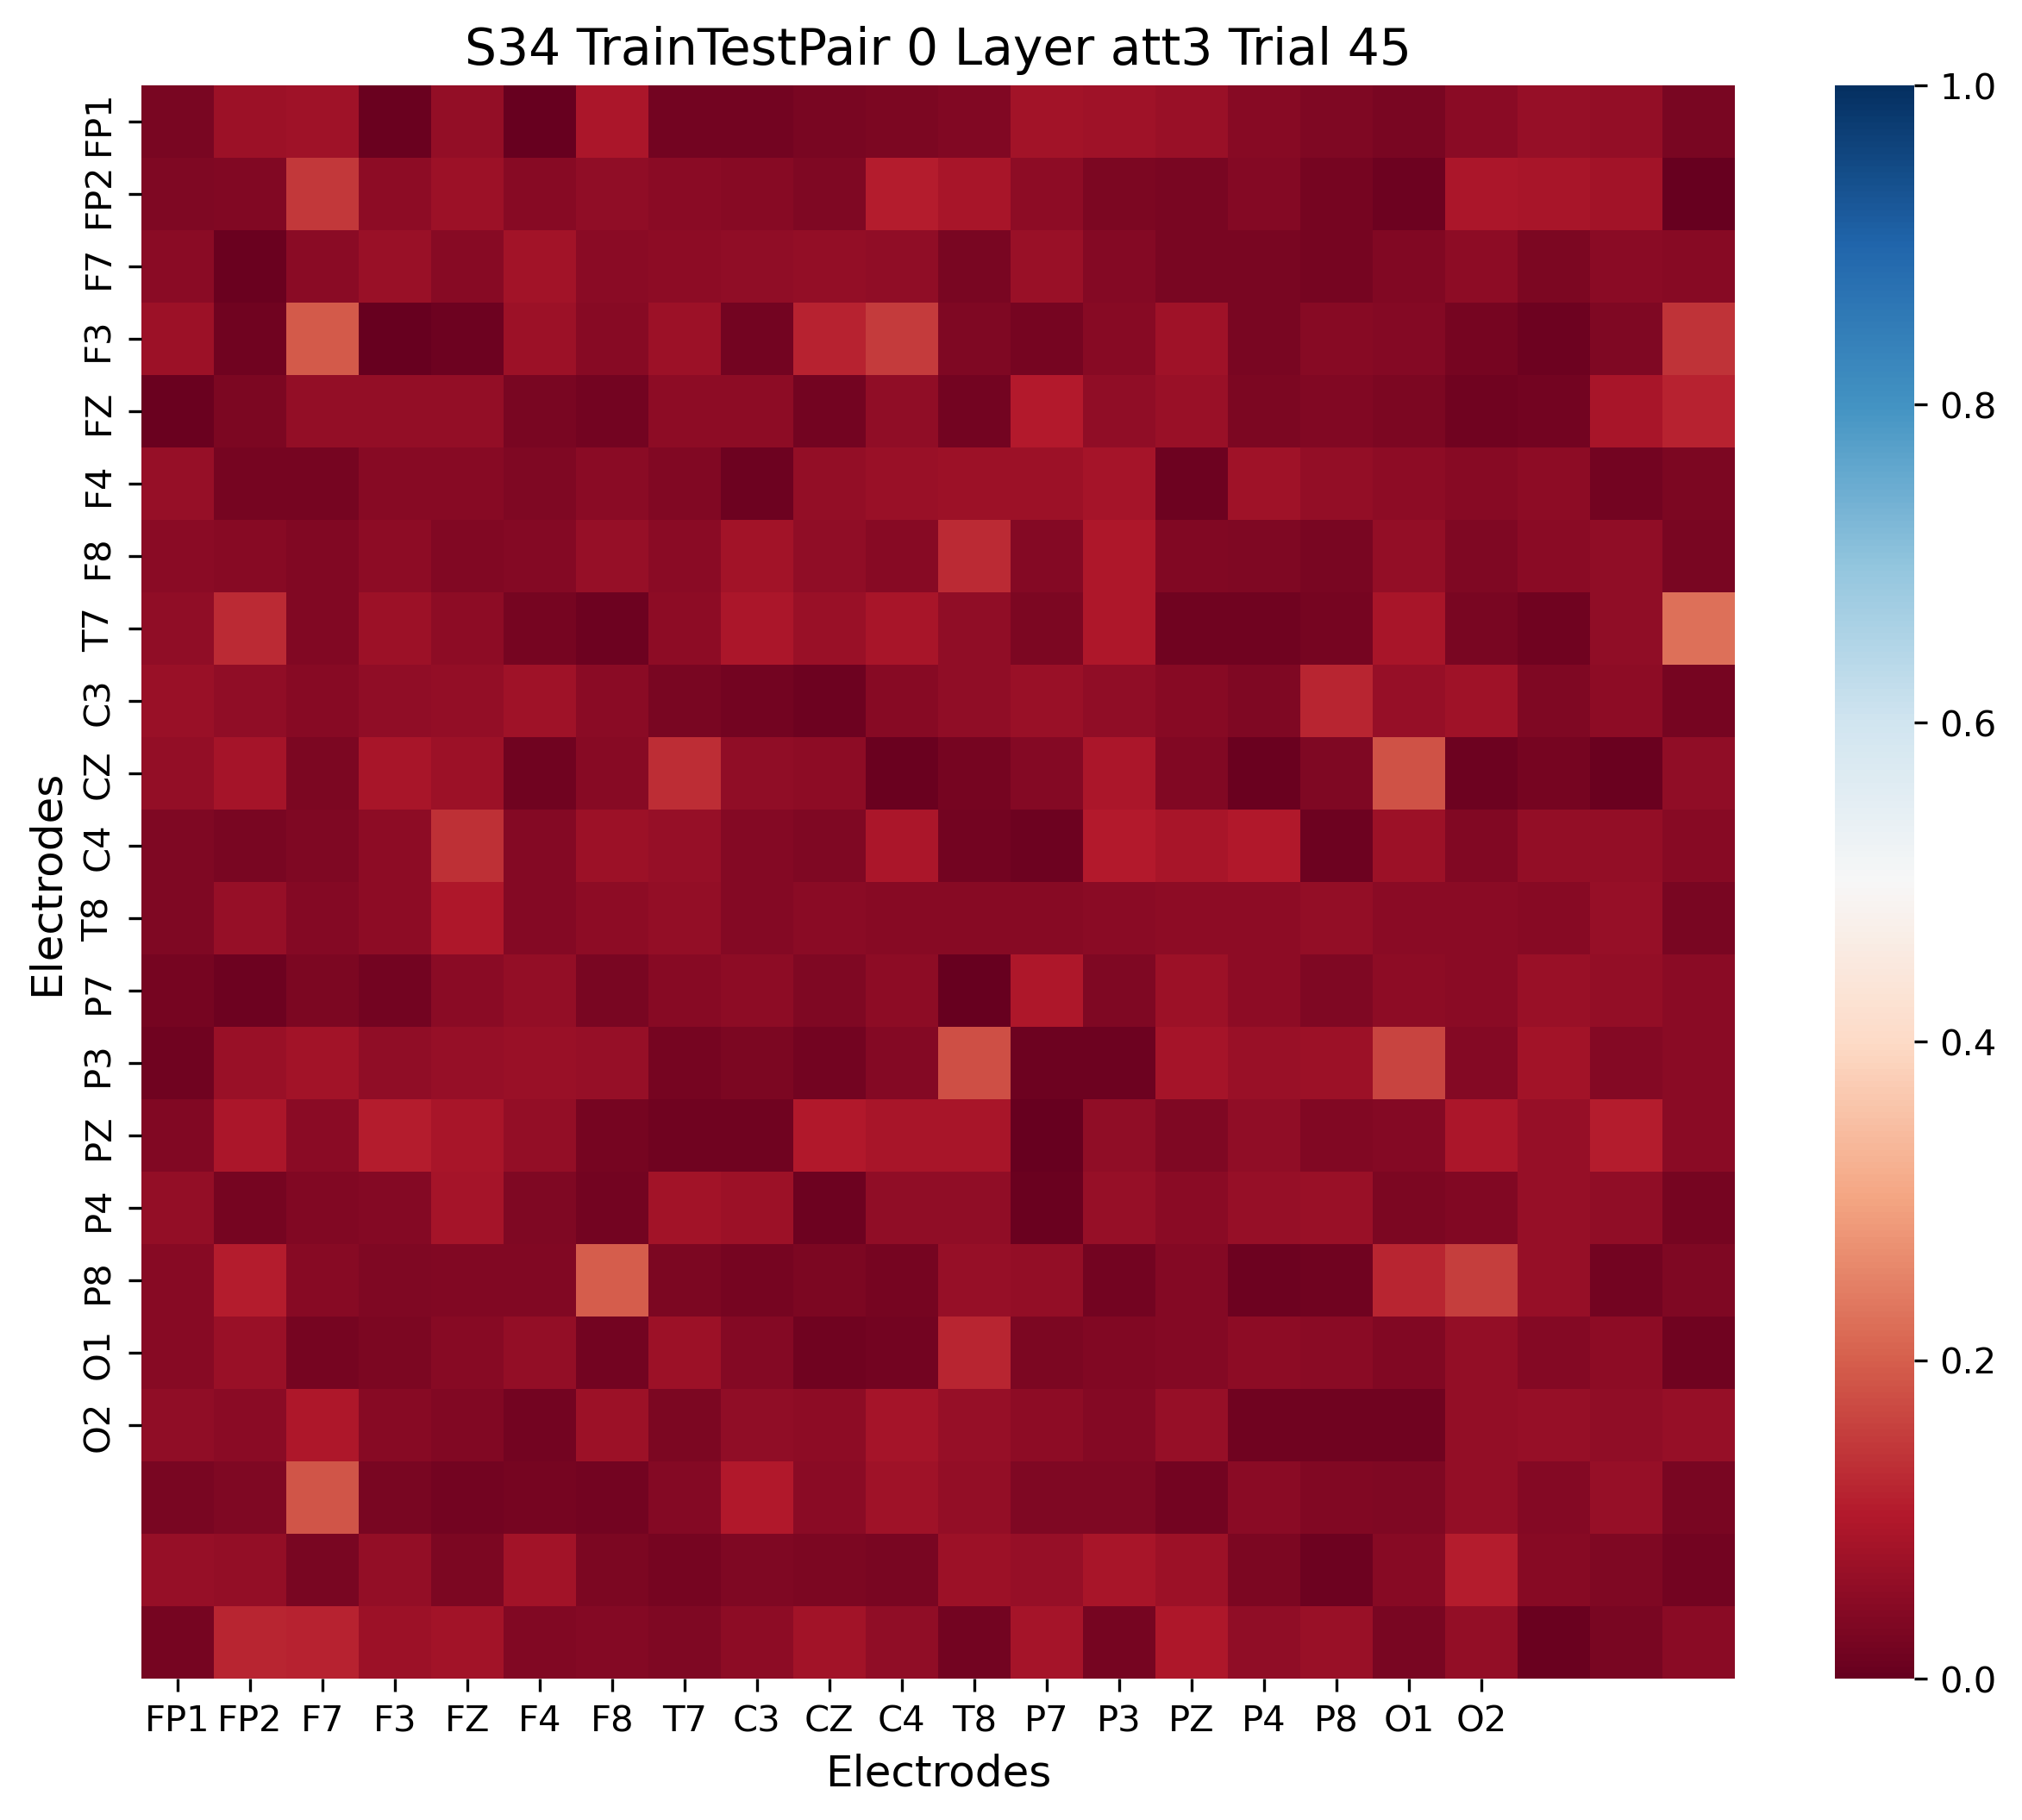 S34 TrainTestPair 0 Layer att3 Trial 45
FP1
FP2
F7
F3
FZ
F4
F8
T7
C3
CZ
C4
T8
P7
P3
PZ
P4
P8
O1
O2
Electrodes
FP1 FP2 F7 F3 FZ F4 F8 T7 C3 CZ C4 T8 P7 P3 PZ P4 P8 O1 O2
Electrodes
1.0
0.8
0.6
0.4
0.2
0.0